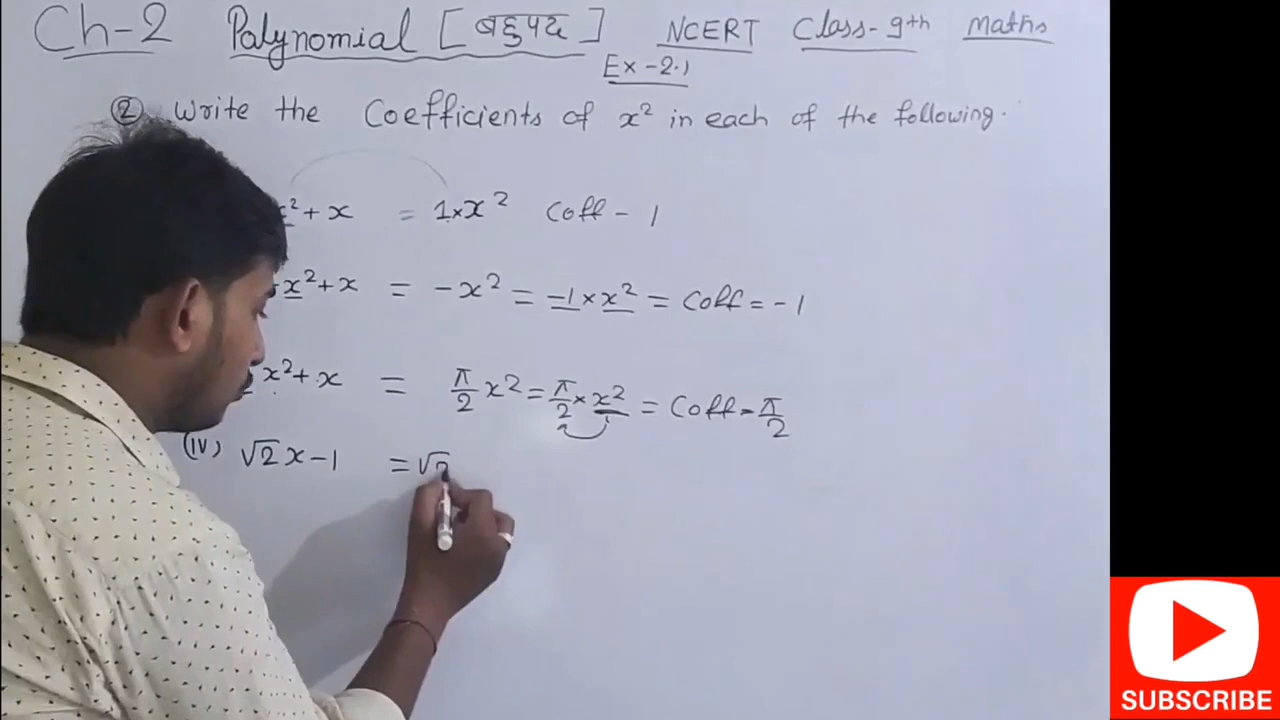 Ch-2 Polynomial [बहुपद] NCERT Class-9th Maths
Ex-2.1
② Write the Coefficients of x² in each of the following.
x² + x = 1×x² Coff - 1
-x² + x = -x² = -1 × x² = Coff = -1
x² + x = π/2 x² = π/2 × x² = Coff = π/2
(IV) √2x-1 = √2
SUBSCRIBE